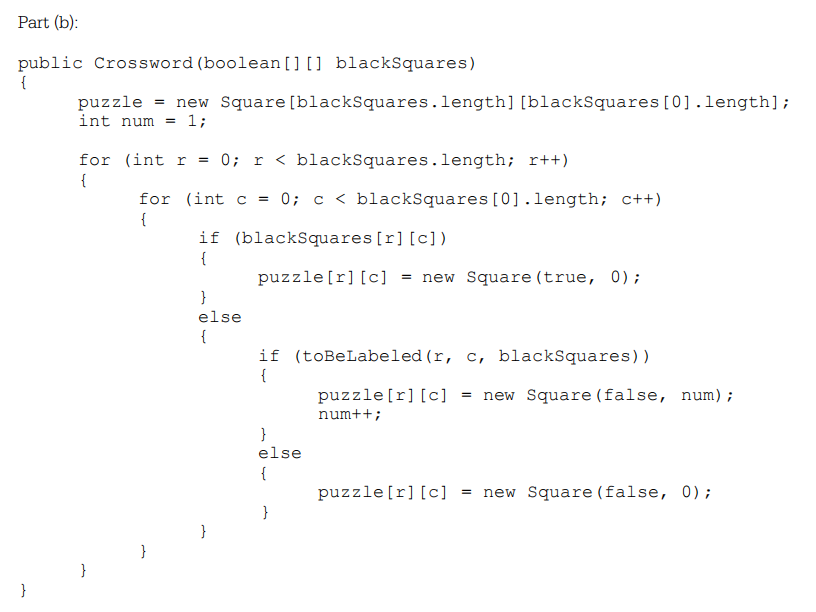 Part (b):
public Crossword(boolean[][] blackSquares)
{
puzzle = new Square[blackSquares.length][blackSquares[0].length];
int num = 1;
for (int r = 0; r < blackSquares.length; r++)
{
for (int c = 0; c < blackSquares[0].length; c++)
{
if (blackSquares[r][c])
{
puzzle[r][c] = new Square(true, 0);
}
else
{
if (toBeLabeled(r, c, blackSquares))
{
puzzle[r][c] = new Square(false, num);
num++;
}
else
{
puzzle[r][c] = new Square(false, 0);
}
}
}
}
}